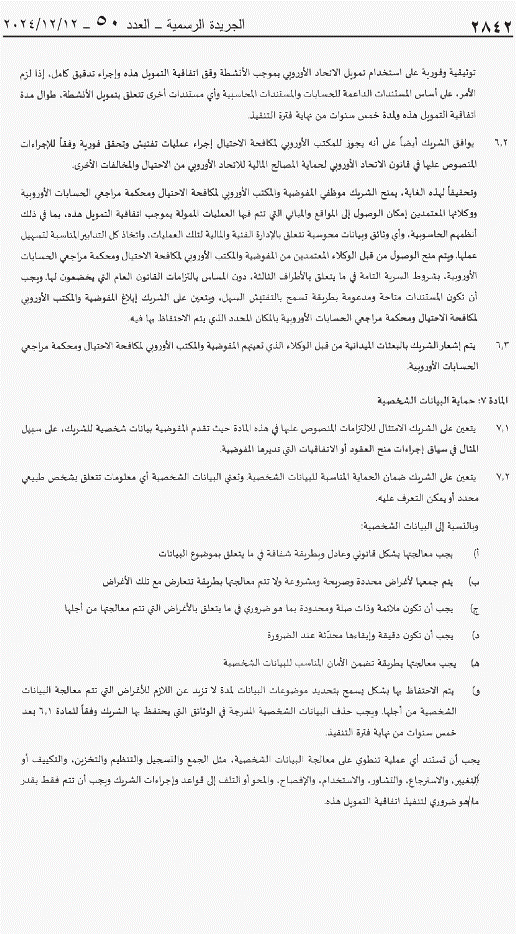 ٢٨٤٢
الجريدة الرسمية – العدد ٥٠ – ٢٠٢٤/١٢/١٢
توثيقية وفورية على استخدام تمويل الاتحاد الأوروبي بموجب الأنشطة وفق اتفاقية التمويل هذه وإجراء تدقيق كامل، إذا لزم
الأمر، على أساس المستندات الداعمة للحسابات والمستندات المحاسبية وأي مستندات أخرى تتعلق بتمويل الأنشطة، طوال مدة
اتفاقية التمويل هذه ولمدة خمس سنوات من نهاية فترة التنفيذ.
٦,٢ يوافق الشريك أيضاً على أنه يجوز للمكتب الأوروبي لمكافحة الاحتيال إجراء عمليات تفتيش وتحقق فورية وفقاً للإجراءات
المنصوص عليها في قانون الاتحاد الأوروبي لحماية المصالح المالية للاتحاد الأوروبي من الاحتيال والمخالفات الأخرى.
وتحقيقاً لهذه الغاية، يمنح الشريك موظفي المفوضية والمكتب الأوروبي لمكافحة الاحتيال ومحكمة مراجعي الحسابات الأوروبية
ووكلائها المعتمدين إمكان الوصول إلى المواقع والمباني التي تتم فيها العمليات الممولة بموجب اتفاقية التمويل هذه، بما في ذلك
أنظمهم الحاسوبية، وأي وثائق وبيانات محوسبة تتعلق بالإدارة الفنية والمالية لتلك العمليات، واتخاذ كل التدابير المناسبة لتسهيل
عملها. ويتم منح الوصول من قبل الوكلاء المعتمدين من المفوضية والمكتب الأوروبي لمكافحة الاحتيال ومحكمة مراجعي الحسابات
الأوروبية، بشروط السرية التامة في ما يتعلق بالأطراف الثالثة، دون المساس بالتزامات القانون العام التي يخضعون لها. ويجب
أن تكون المستندات متاحة ومدعومة بطريقة تسمح بالتفتيش السهل، ويتعين على الشريك إبلاغ المفوضية والمكتب الأوروبي
لمكافحة الاحتيال ومحكمة مراجعي الحسابات الأوروبية بالمكان المحدد الذي يتم الاحتفاظ بها فيه.
٦,٣ يتم إشعار الشريك بالبعثات الميدانية من قبل الوكلاء الذي تعينهم المفوضية والمكتب الأوروبي لمكافحة الاحتيال ومحكمة مراجعي
الحسابات الأوروبية.
المادة ٧: حماية البيانات الشخصية
٧,١ يتعين على الشريك الامتثال للالتزامات المنصوص عليها في هذه المادة حيث تقدم المفوضية بيانات شخصية للشريك، على سبيل
المثال في سياق إجراءات منح العقود أو الاتفاقيات التي تديرها المفوضية.
٧,٢ يتعين على الشريك ضمان الحماية المناسبة للبيانات الشخصية. وتعني البيانات الشخصية أي معلومات تتعلق بشخص طبيعي
محدد أو يمكن التعرف عليه.
وبالنسبة إلى البيانات الشخصية:
أ) يجب معالجتها بشكل قانوني وعادل وبطريقة شفافة في ما يتعلق بموضوع البيانات
ب) يتم جمعها لأغراض محددة وصريحة ومشروعة ولا تتم معالجتها بطريقة تتعارض مع تلك الأغراض
ج) يجب أن تكون ملائمة وذات صلة ومحدودة بما هو ضروري في ما يتعلق بالأغراض التي تتم معالجتها من أجلها
د) يجب أن تكون دقيقة وإبقاءها محدّثة عند الضرورة
هـ) يجب معالجتها بطريقة تضمن الأمان المناسب للبيانات الشخصية
و) يتم الاحتفاظ بها بشكل يسمح بتحديد موضوعات البيانات لمدة لا تزيد عن اللازم للأغراض التي تتم معالجة البيانات
الشخصية من أجلها. ويجب حذف البيانات الشخصية المدرجة في الوثائق التي يحتفظ بها الشريك وفقاً للمادة ٦,١ بعد
خمس سنوات من نهاية فترة التنفيذ.
يجب أن تستند أي عملية تنطوي على معالجة البيانات الشخصية، مثل الجمع والتسجيل والتنظيم والتخزين، والتكييف أو
التغيير، والاسترجاع، والتشاور، والاستخدام، والإفصاح، والمحو أو التلف إلى قواعد وإجراءات الشريك ويجب أن تتم فقط بقدر
ما هو ضروري لتنفيذ اتفاقية التمويل هذه.